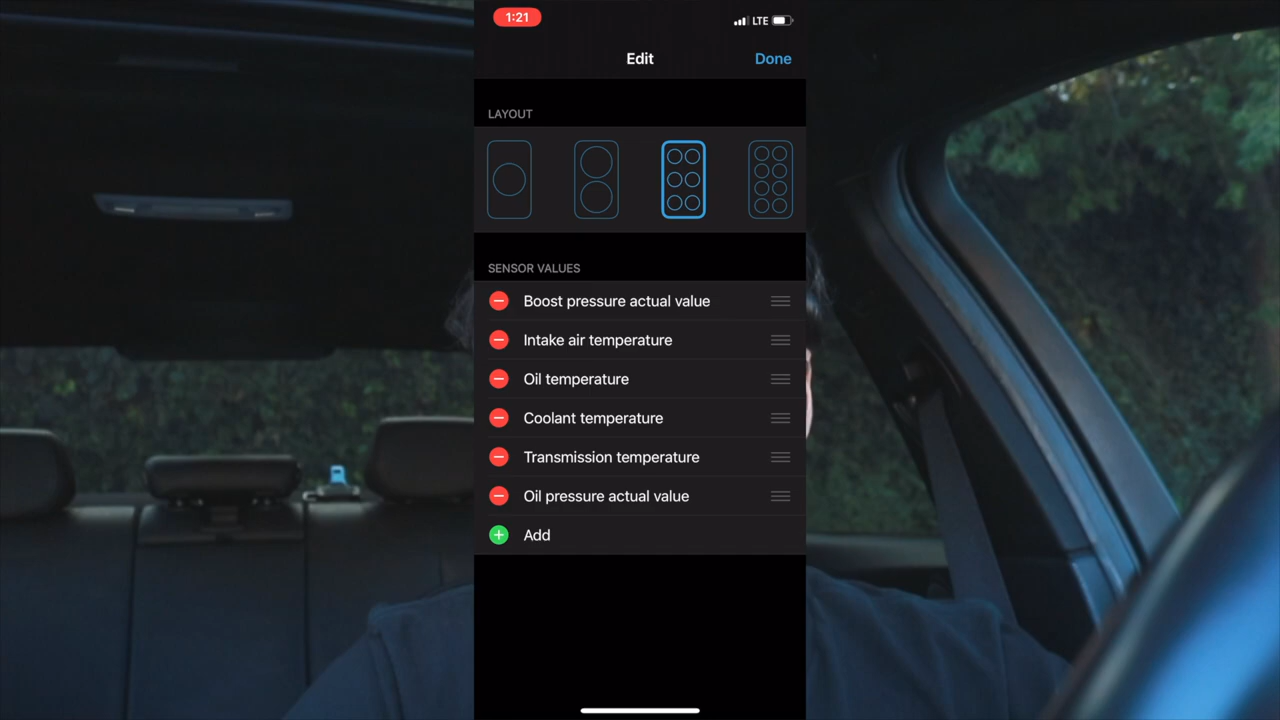 1:21
LTE
Edit
Done
LAYOUT
SENSOR VALUES
Boost pressure actual value
Intake air temperature
Oil temperature
Coolant temperature
Transmission temperature
Oil pressure actual value
Add